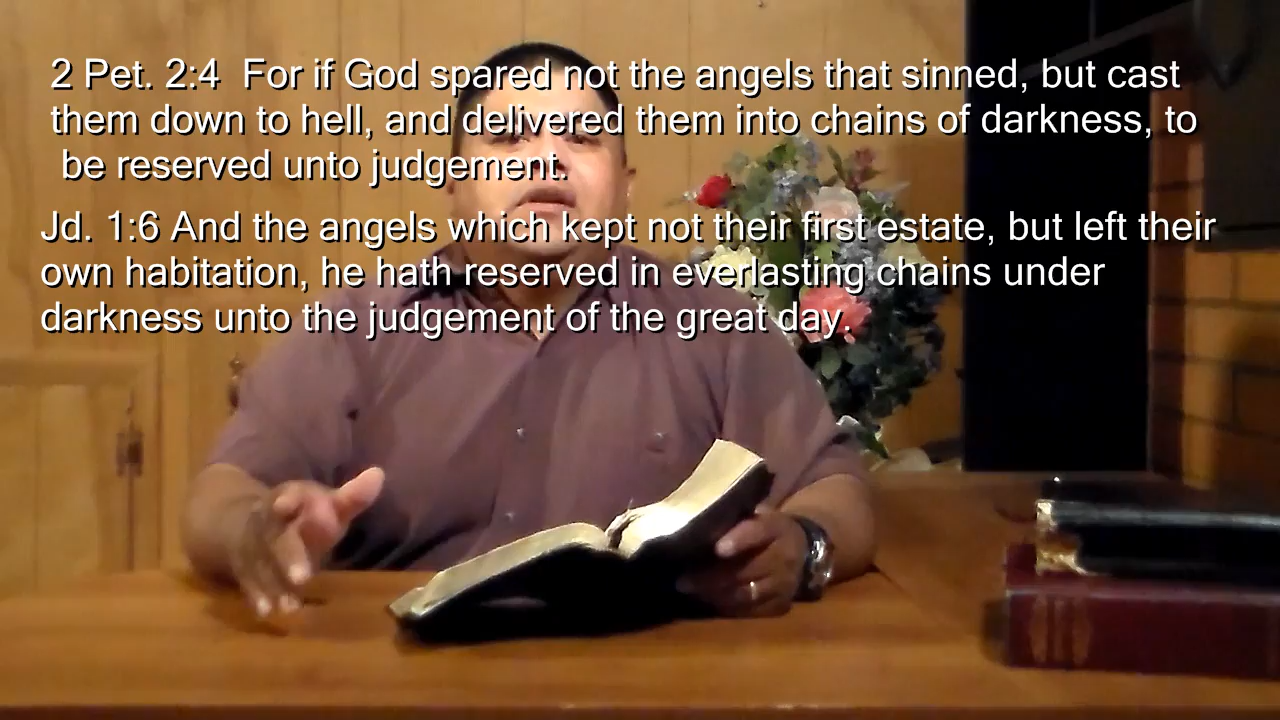 2 Pet. 2:4 For if God spared not the angels that sinned, but cast
them down to hell, and delivered them into chains of darkness, to
be reserved unto judgement.
Jd. 1:6 And the angels which kept not their first estate, but left their
own habitation, he hath reserved in everlasting chains under
darkness unto the judgement of the great day.